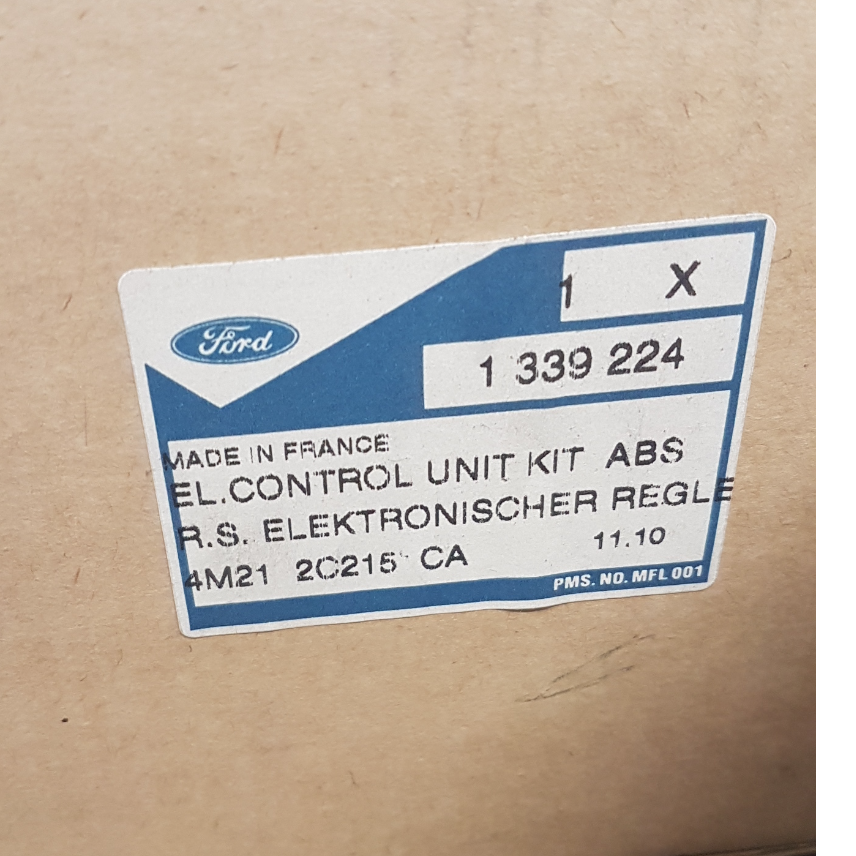 Ford
1 X
1 339 224
MADE IN FRANCE
EL.CONTROL UNIT KIT ABS
R.S. ELEKTRONISCHER REGLE
4M21 2C215 CA 11.10
PMS. NO. MFL 001